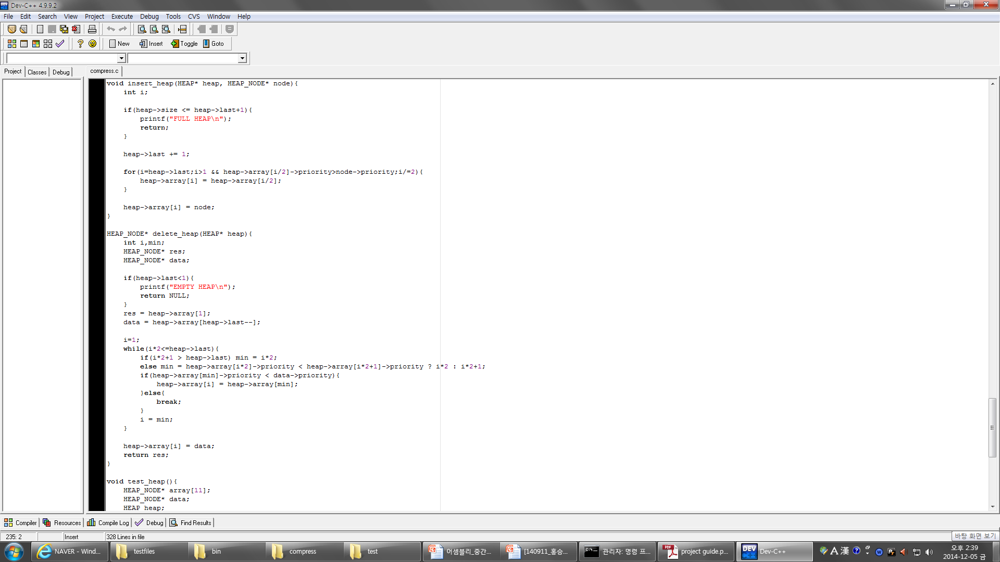 Dev-C++ 4.9.9.2
File Edit Search View Project Execute Debug Tools CVS Window Help
New Insert Toggle Goto
Project Classes Debug compress.c
void insert_heap(HEAP* heap, HEAP_NODE* node){
int i;
if(heap->size <= heap->last+1){
printf("FULL HEAP\n");
return;
}
heap->last += 1;
for(i=heap->last;i>1 && heap->array[i/2]->priority>node->priority;i/=2){
heap->array[i] = heap->array[i/2];
}
heap->array[i] = node;
}
HEAP_NODE* delete_heap(HEAP* heap){
int i,min;
HEAP_NODE* res;
HEAP_NODE* data;
if(heap->last<1){
printf("EMPTY HEAP\n");
return NULL;
}
res = heap->array[1];
data = heap->array[heap->last--];
i=1;
while(i*2<=heap->last){
if(i*2+1 > heap->last) min = i*2;
else min = heap->array[i*2]->priority < heap->array[i*2+1]->priority ? i*2 : i*2+1;
if(heap->array[min]->priority < data->priority){
heap->array[i] = heap->array[min];
}else{
break;
}
i = min;
}
heap->array[i] = data;
return res;
}
void test_heap(){
HEAP_NODE* array[11];
HEAP_NODE* data;
HEAP heap;
Compiler Resources Compile Log Debug Find Results
235: 2 Insert 328 Lines in file
바탕 화면 보기
NAVER - Wind... testfiles bin compress test 어셈블리_중간... [140911_홍승... 관리자: 명령 프... project guide.p... Dev-C++ A 漢 오후 2:39
2014-12-05 금